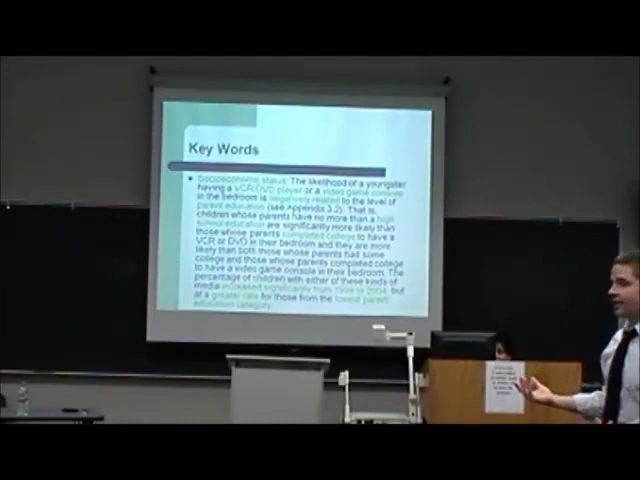 Key Words
Socioeconomic status: The likelihood of a youngster
having a VCR/DVD player or a video game console
in the bedroom is negatively related to the level of
parent education (see Appendix 3.2). That is,
children whose parents have no more than a high
school education are significantly more likely than
those whose parents completed college to have a
VCR or DVD in their bedroom and they are more
likely than both those whose parents had some
college and those whose parents completed college
to have a video game console in their bedroom. The
percentage of children with either of these kinds of
media increased significantly from 1999 to 2004, but
at a greater rate for those from the lowest parent
education category.